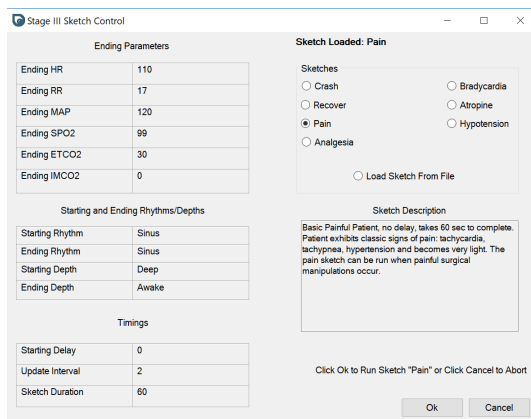 Stage III Sketch Control
Ending Parameters
Ending HR 110
Ending RR 17
Ending MAP 120
Ending SPO2 99
Ending ETCO2 30
Ending IMCO2 0
Starting and Ending Rhythms/Depths
Starting Rhythm Sinus
Ending Rhythm Sinus
Starting Depth Deep
Ending Depth Awake
Timings
Starting Delay 0
Update Interval 2
Sketch Duration 60
Sketch Loaded: Pain
Sketches
Crash Bradycardia
Recover Atropine
Pain Hypotension
Analgesia
Load Sketch From File
Sketch Description
Basic Painful Patient, no delay, takes 60 sec to complete.
Patient exhibits classic signs of pain: tachycardia,
tachypnea, hypertension and becomes very light. The
pain sketch can be run when painful surgical
manipulations occur.
Click Ok to Run Sketch "Pain" or Click Cancel to Abort
Ok Cancel